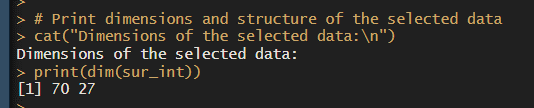 >
> # Print dimensions and structure of the selected data
> cat("Dimensions of the selected data:\n")
Dimensions of the selected data:
> print(dim(sur_int))
[1] 70 27
>